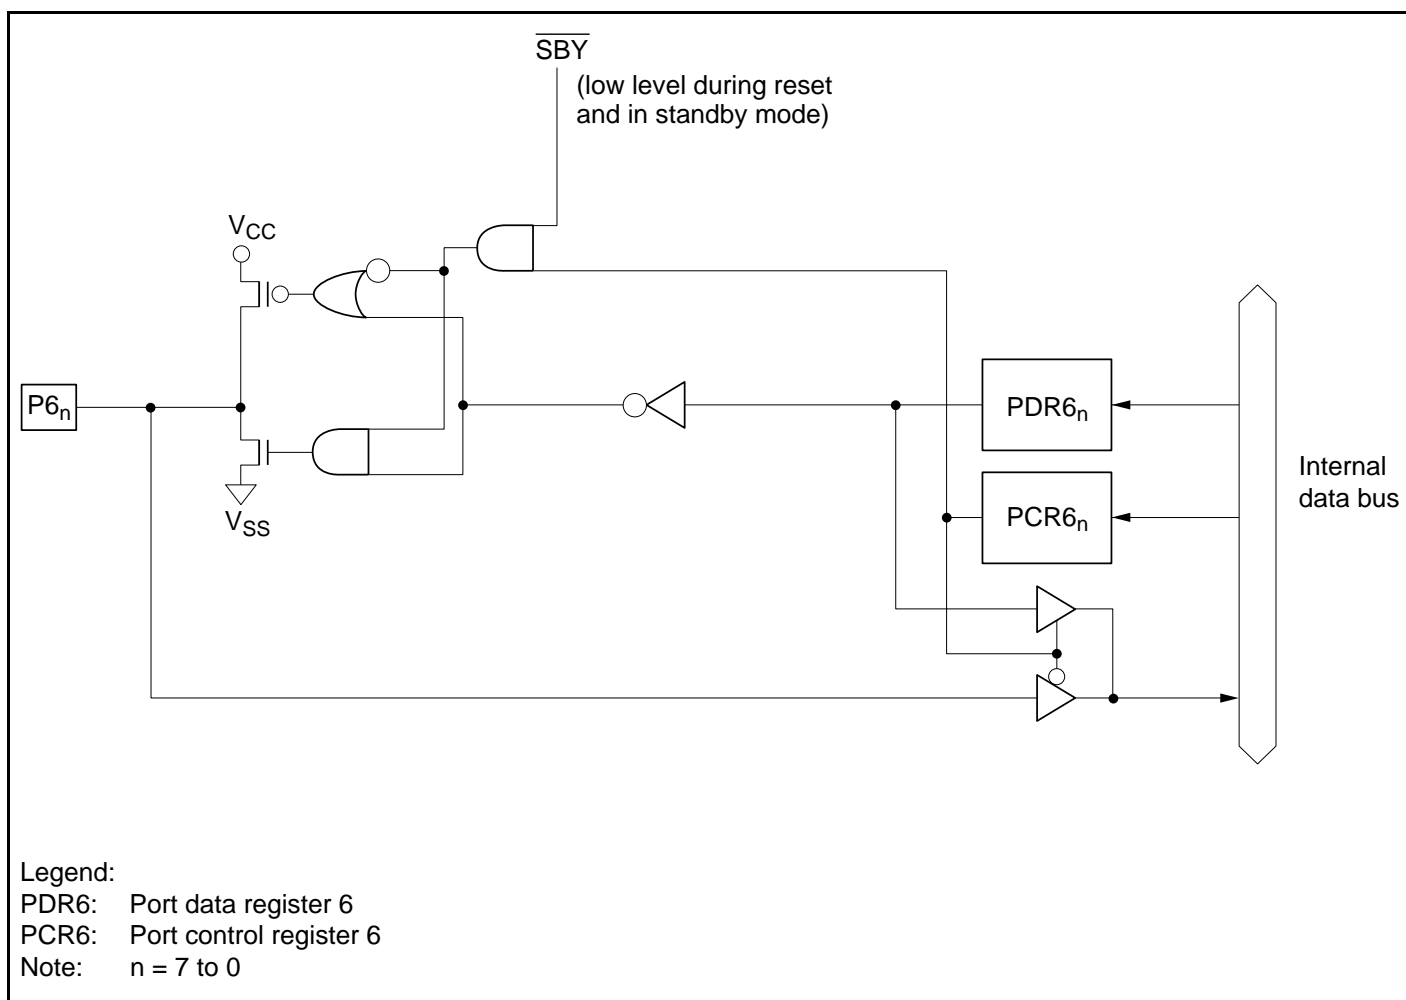 SBY
(low level during reset
and in standby mode)
VCC
P6n
VSS
PDR6n
PCR6n
Internal
data bus
Legend:
PDR6: Port data register 6
PCR6: Port control register 6
Note: n = 7 to 0